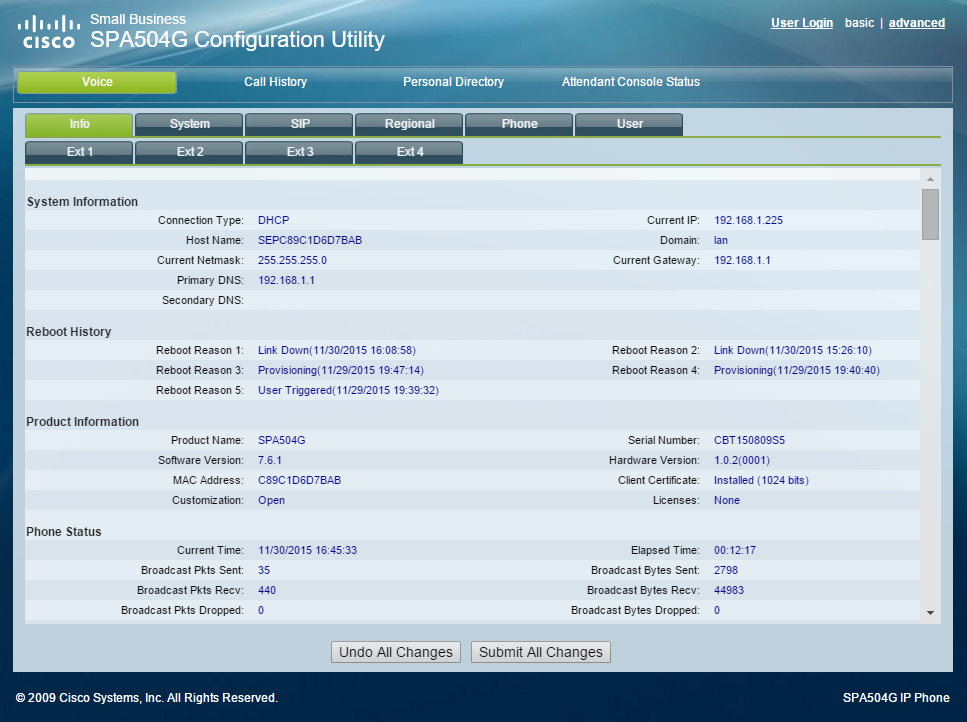 Small Business
CISCO SPA504G Configuration Utility
User Login basic | advanced
Voice Call History Personal Directory Attendant Console Status
Info System SIP Regional Phone User
Ext 1 Ext 2 Ext 3 Ext 4
System Information
Connection Type: DHCP Current IP: 192.168.1.225
Host Name: SEPC89C1D6D7BAB Domain: lan
Current Netmask: 255.255.255.0 Current Gateway: 192.168.1.1
Primary DNS: 192.168.1.1
Secondary DNS:
Reboot History
Reboot Reason 1: Link Down(11/30/2015 16:08:58) Reboot Reason 2: Link Down(11/30/2015 15:26:10)
Reboot Reason 3: Provisioning(11/29/2015 19:47:14) Reboot Reason 4: Provisioning(11/29/2015 19:40:40)
Reboot Reason 5: User Triggered(11/29/2015 19:39:32)
Product Information
Product Name: SPA504G Serial Number: CBT150809S5
Software Version: 7.6.1 Hardware Version: 1.0.2(0001)
MAC Address: C89C1D6D7BAB Client Certificate: Installed (1024 bits)
Customization: Open Licenses: None
Phone Status
Current Time: 11/30/2015 16:45:33 Elapsed Time: 00:12:17
Broadcast Pkts Sent: 35 Broadcast Bytes Sent: 2798
Broadcast Pkts Recv: 440 Broadcast Bytes Recv: 44983
Broadcast Pkts Dropped: 0 Broadcast Bytes Dropped: 0
Undo All Changes Submit All Changes
© 2009 Cisco Systems, Inc. All Rights Reserved. SPA504G IP Phone